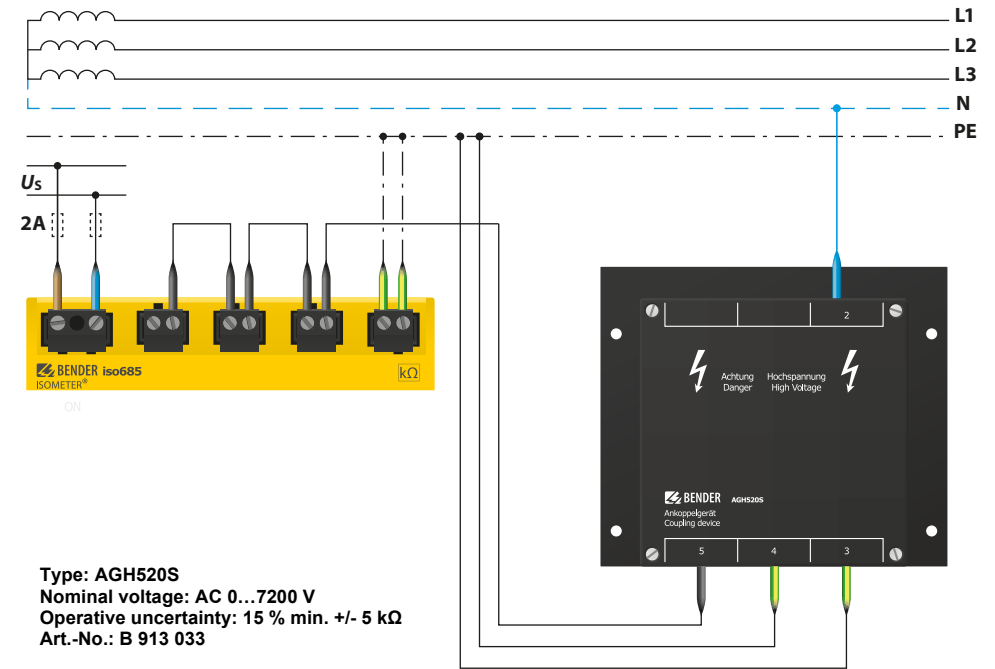 L1
L2
L3
N
PE
Us
2A
BENDER iso685
ISOMETER®
kΩ
ON
2
Achtung Hochspannung
Danger High Voltage
BENDER AGH520S
Ankoppelgerät
Coupling device
5 4 3
Type: AGH520S
Nominal voltage: AC 0…7200 V
Operative uncertainty: 15 % min. +/- 5 kΩ
Art.-No.: B 913 033